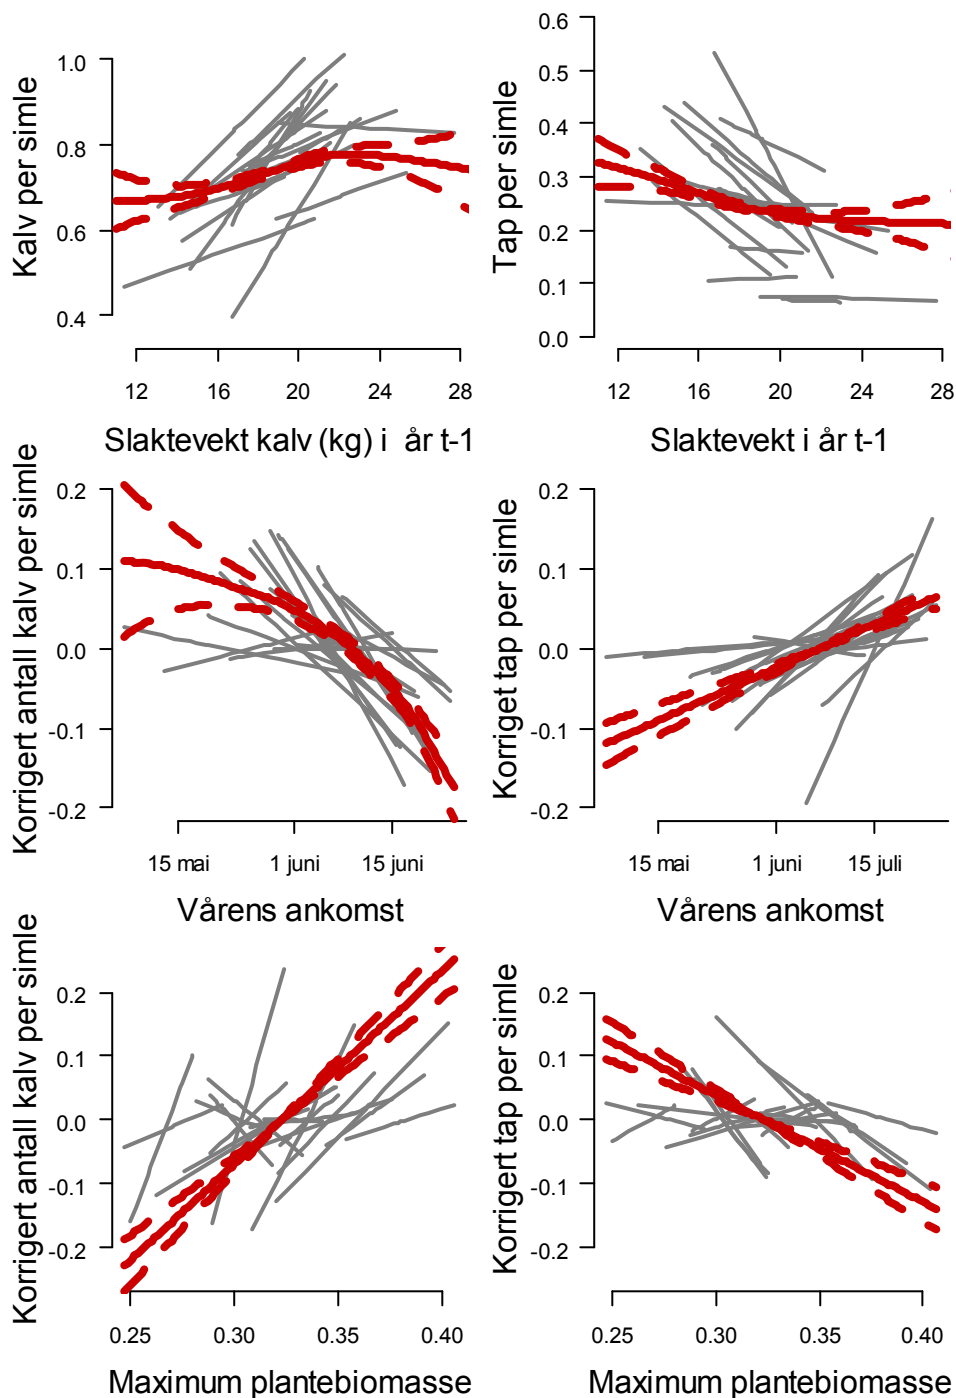 Kalv per simle
1.0
0.8
0.6
0.4
12 16 20 24 28
Slaktevekt kalv (kg) i år t-1
Tap per simle
0.6
0.5
0.4
0.3
0.2
0.1
0.0
12 16 20 24 28
Slaktevekt i år t-1
Korrigert antall kalv per simle
0.2
0.1
0.0
-0.1
-0.2
15 mai 1 juni 15 juni
Vårens ankomst
Korriget tap per simle
0.2
0.1
0.0
-0.1
-0.2
15 mai 1 juni 15 juli
Vårens ankomst
Korrigert antall kalv per simle
0.2
0.1
0.0
-0.1
-0.2
0.25 0.30 0.35 0.40
Maximum plantebiomasse
Korrigert tap per simle
0.2
0.1
0.0
-0.1
-0.2
0.25 0.30 0.35 0.40
Maximum plantebiomasse